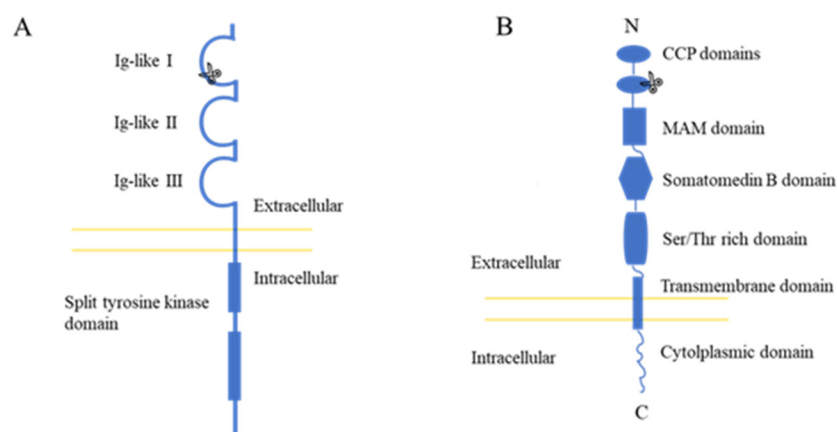 A
Ig-like I
Ig-like II
Ig-like III
Extracellular
Intracellular
Split tyrosine kinase
domain
B
N
CCP domains
MAM domain
Somatomedin B domain
Ser/Thr rich domain
Extracellular
Transmembrane domain
Intracellular
Cytolplasmic domain
C